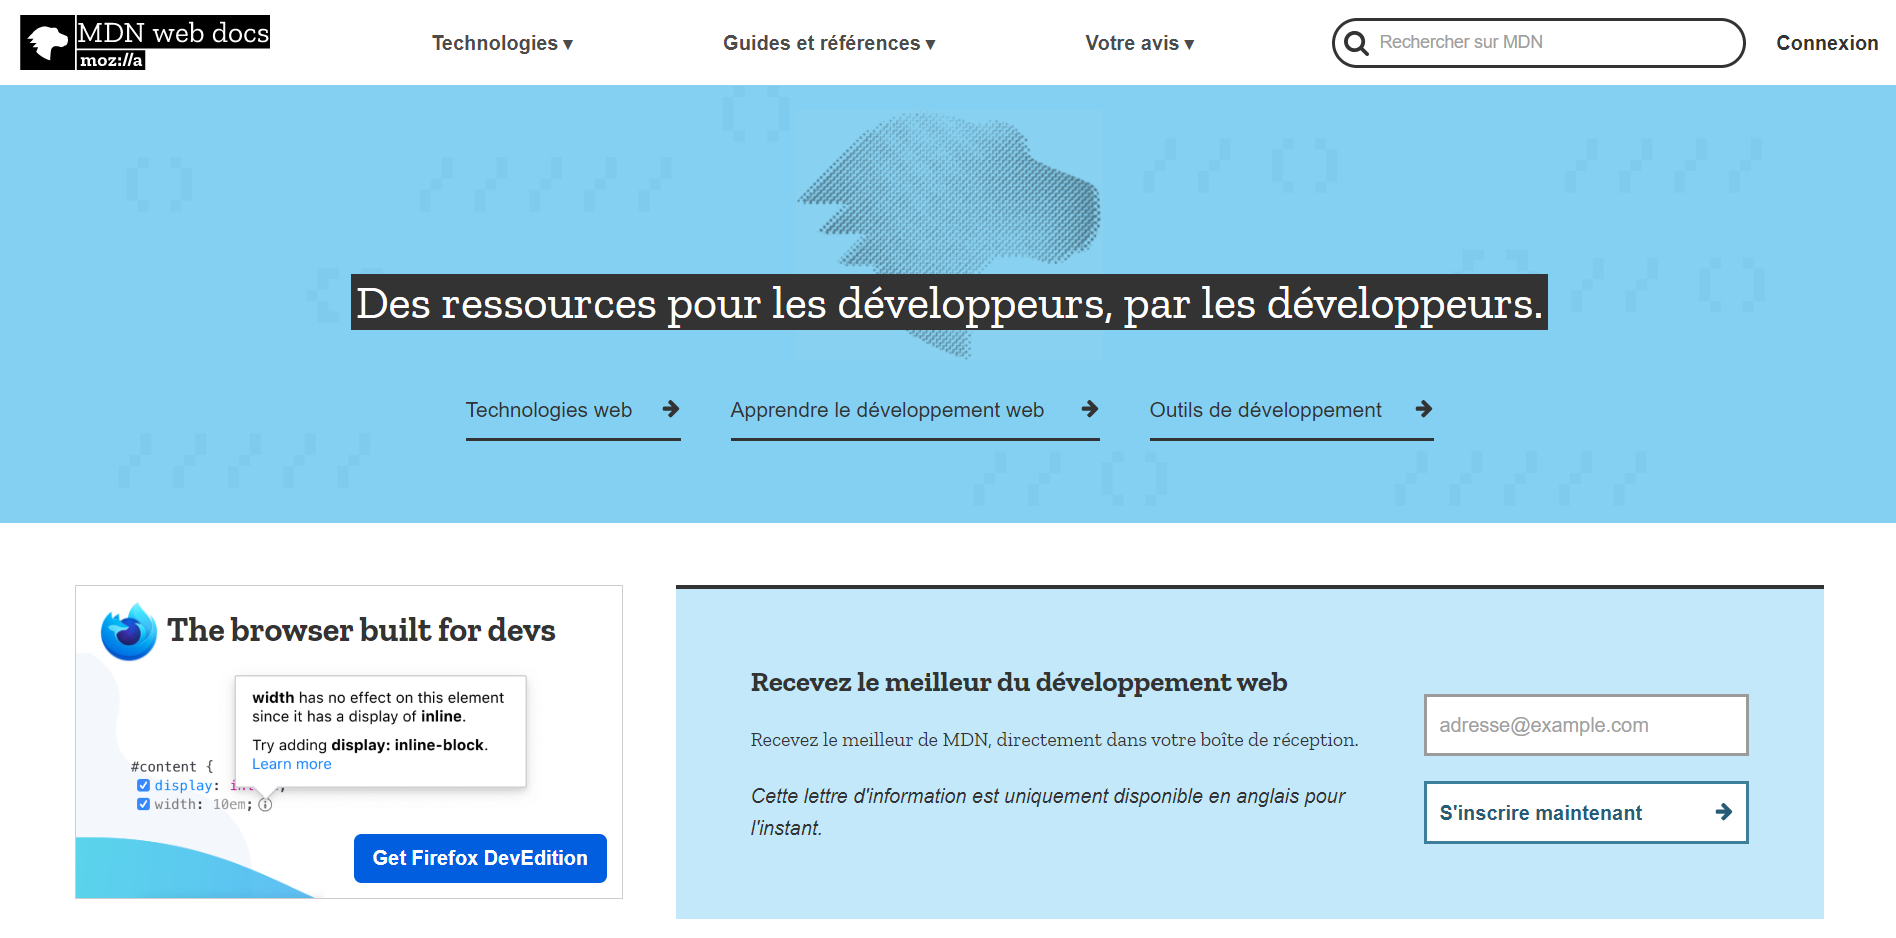 MDN web docs
moz://a
Technologies ▾
Guides et références ▾
Votre avis ▾
Rechercher sur MDN
Connexion
Des ressources pour les développeurs, par les développeurs.
Technologies web
Apprendre le développement web
Outils de développement
The browser built for devs
width has no effect on this element
since it has a display of inline.
Try adding display: inline-block.
Learn more
#content {
display:
width: 10em;
Get Firefox DevEdition
Recevez le meilleur du développement web
Recevez le meilleur de MDN, directement dans votre boîte de réception.
Cette lettre d'information est uniquement disponible en anglais pour
l'instant.
adresse@example.com
S'inscrire maintenant